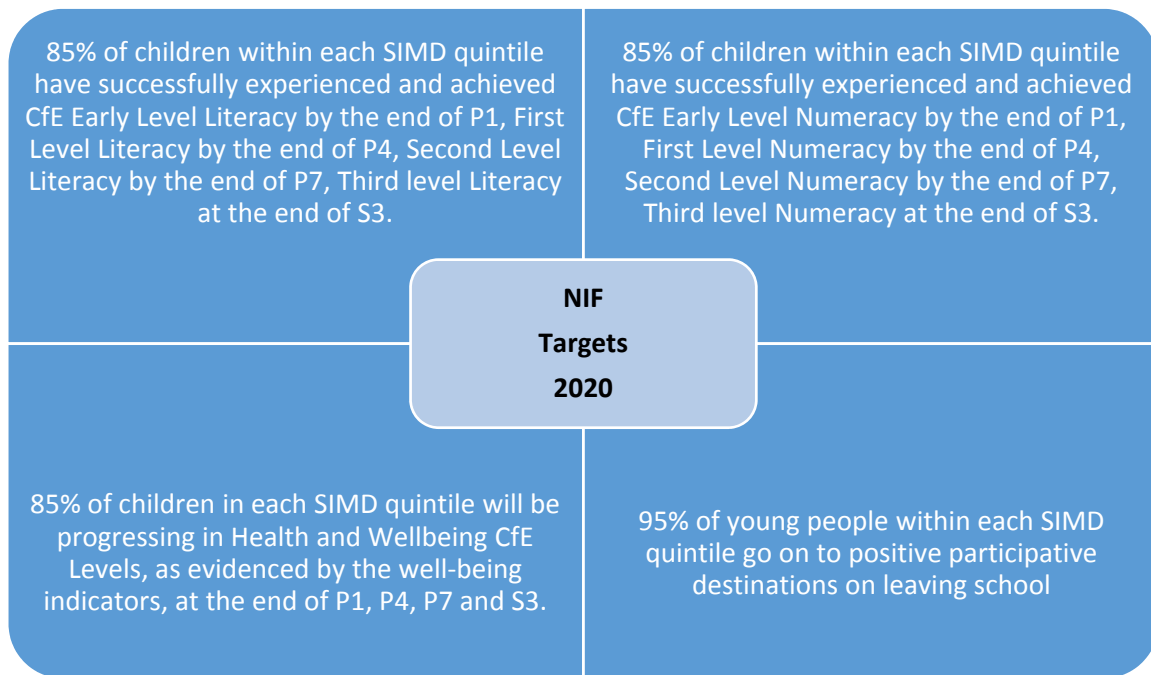 85% of children within each SIMD quintile
have successfully experienced and achieved
CfE Early Level Literacy by the end of P1, First
Level Literacy by the end of P4, Second Level
Literacy by the end of P7, Third level Literacy
at the end of S3.
85% of children within each SIMD quintile
have successfully experienced and achieved
CfE Early Level Numeracy by the end of P1,
First Level Numeracy by the end of P4,
Second Level Numeracy by the end of P7,
Third level Numeracy at the end of S3.
NIF
Targets
2020
85% of children in each SIMD quintile will be
progressing in Health and Wellbeing CfE
Levels, as evidenced by the well-being
indicators, at the end of P1, P4, P7 and S3.
95% of young people within each SIMD
quintile go on to positive participative
destinations on leaving school